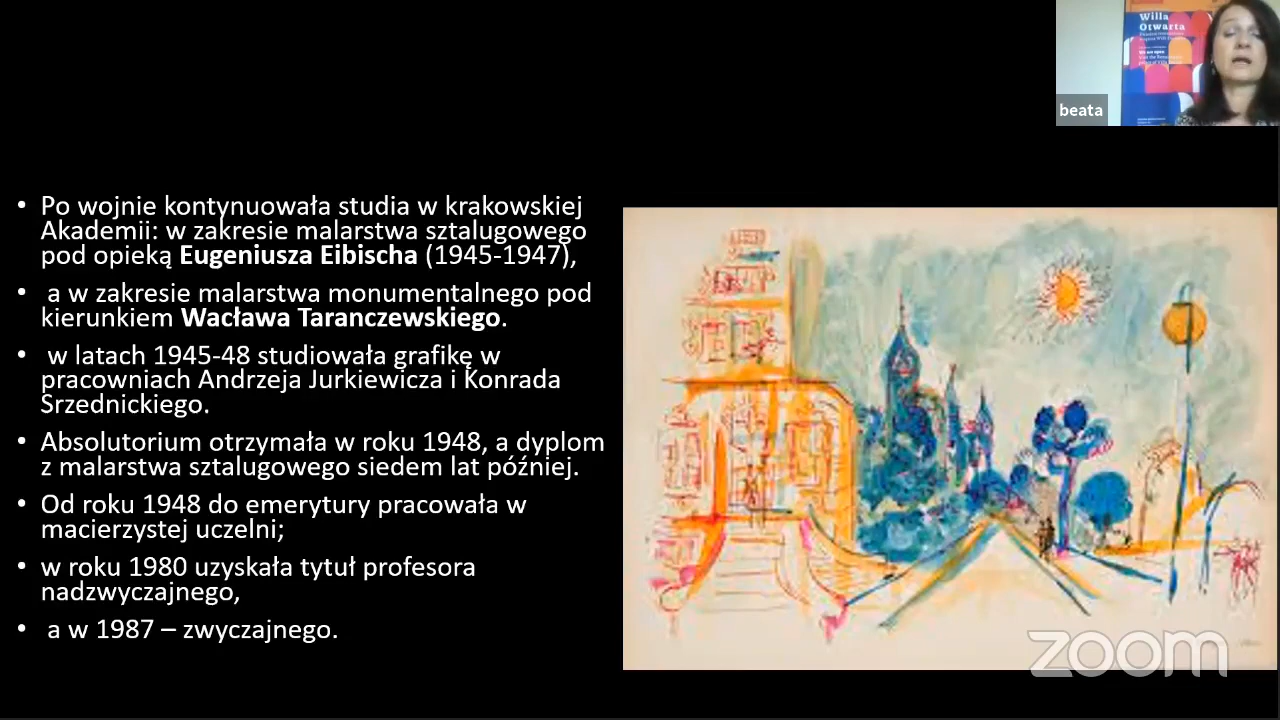 Willa
Otwarta
beata
• Po wojnie kontynuowała studia w krakowskiej
Akademii: w zakresie malarstwa sztalugowego
pod opieką Eugeniusza Eibischa (1945-1947),
• a w zakresie malarstwa monumentalnego pod
kierunkiem Wacława Taranczewskiego.
• w latach 1945-48 studiowała grafikę w
pracowniach Andrzeja Jurkiewicza i Konrada
Srzednickiego.
• Absolutorium otrzymała w roku 1948, a dyplom
z malarstwa sztalugowego siedem lat później.
• Od roku 1948 do emerytury pracowała w
macierzystej uczelni;
• w roku 1980 uzyskała tytuł profesora
nadzwyczajnego,
• a w 1987 – zwyczajnego.
zoom